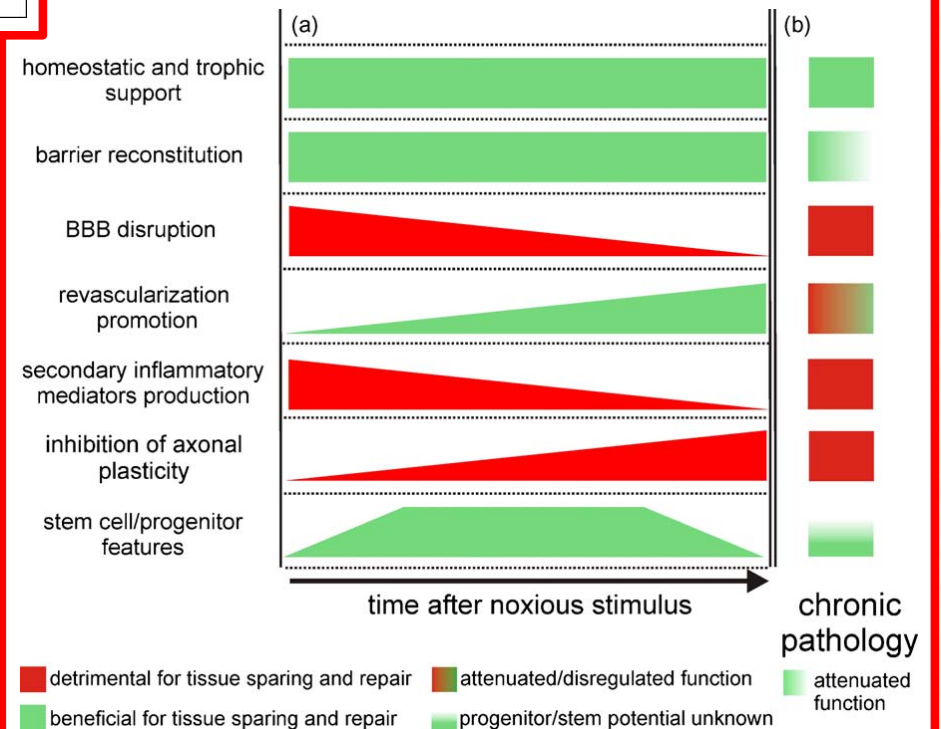 (a)
(b)
homeostatic and trophic
support
barrier reconstitution
BBB disruption
revascularization
promotion
secondary inflammatory
mediators production
inhibition of axonal
plasticity
stem cell/progenitor
features
time after noxious stimulus
chronic
pathology
detrimental for tissue sparing and repair
attenuated/disregulated function
attenuated
function
beneficial for tissue sparing and repair
progenitor/stem potential unknown